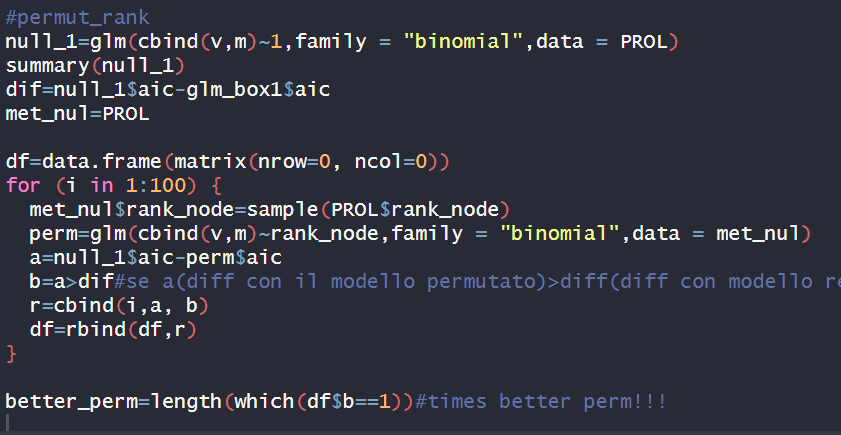 #permut_rank
null_1=glm(cbind(v,m)~1,family = "binomial",data = PROL)
summary(null_1)
dif=null_1$aic-glm_box1$aic
met_nul=PROL
df=data.frame(matrix(nrow=0, ncol=0))
for (i in 1:100) {
met_nul$rank_node=sample(PROL$rank_node)
perm=glm(cbind(v,m)~rank_node,family = "binomial",data = met_nul)
a=null_1$aic-perm$aic
b=a>dif#se a(diff con il modello permutato)>diff(diff con modello re
r=cbind(i,a, b)
df=rbind(df,r)
}
better_perm=length(which(df$b==1))#times better perm!!!